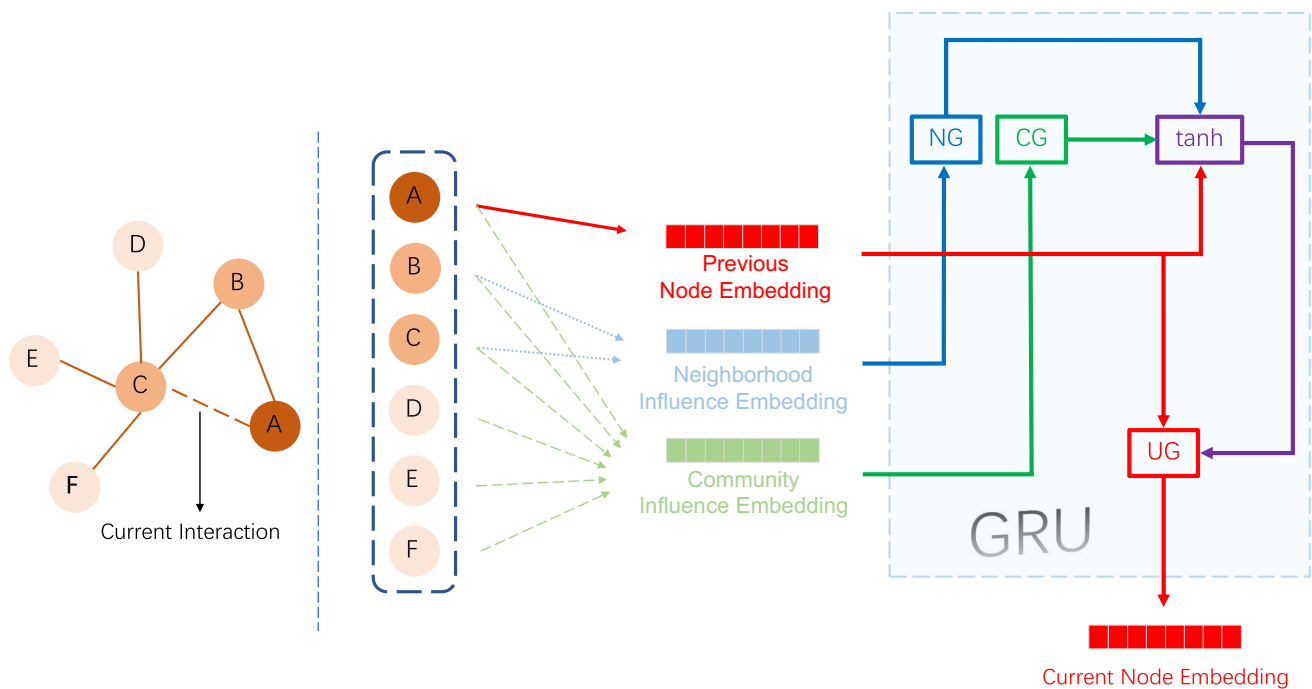 D
B
E
C
A
F
Current Interaction
A
B
C
D
E
F
Previous
Node Embedding
Neighborhood
Influence Embedding
Community
Influence Embedding
NG
CG
tanh
UG
GRU
Current Node Embedding